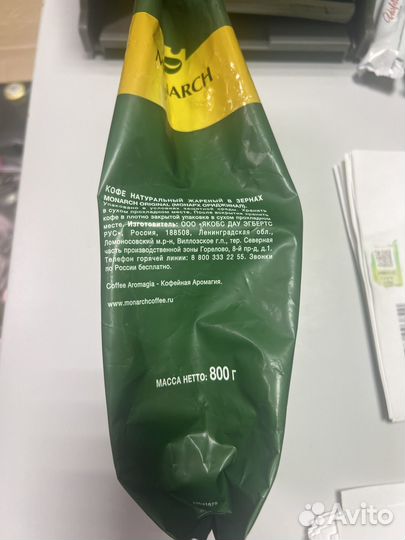 MONARCH
КОФЕ НАТУРАЛЬНЫЙ ЖАРЕНЫЙ В ЗЕРНАХ
MONARCH ORIGINAL (МОНАРХ ОРИДЖИНАЛ).
Упаковано в условиях защитной среды. Хранить
в сухом прохладном месте. После вскрытия хранить
кофе в плотно закрытой упаковке в сухом прохладном
месте. Изготовитель: ООО «ЯКОБС ДАУ ЭГБЕРТС
РУС», Россия, 188508, Ленинградская обл.,
Ломоносовский м.р-н, Виллозское г.п., тер. Северная
часть производственной зоны Горелово, 8-й пр-д, д.1.
Телефон горячей линии: 8 800 333 22 55. Звонки
по России бесплатно.
Coffee Aromagia - Кофейная Аромагия.
www.monarchcoffee.ru
МАССА НЕТТО: 800 г
Avito